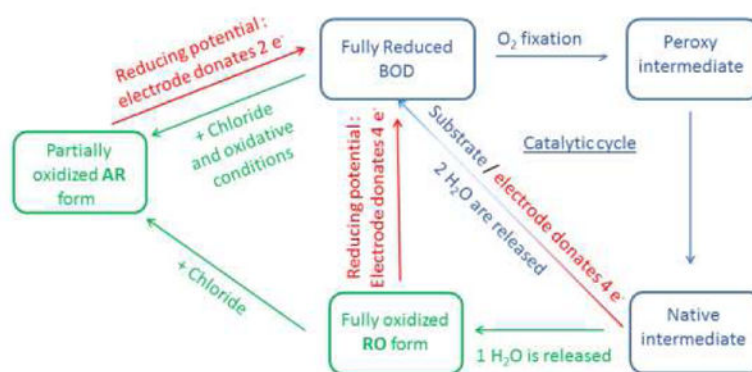 Reducing potential :
electrode donates 2 e⁻
Fully Reduced
BOD
O₂ fixation
Peroxy
intermediate
+ Chloride
and oxidative
conditions
Partially
oxidized AR
form
Reducing potential :
Electrode donates 4 e⁻
Substrate / electrode donates 4 e⁻
2 H₂O are released
Catalytic cycle
+ Chloride
Fully oxidized
RO form
1 H₂O is released
Native
intermediate